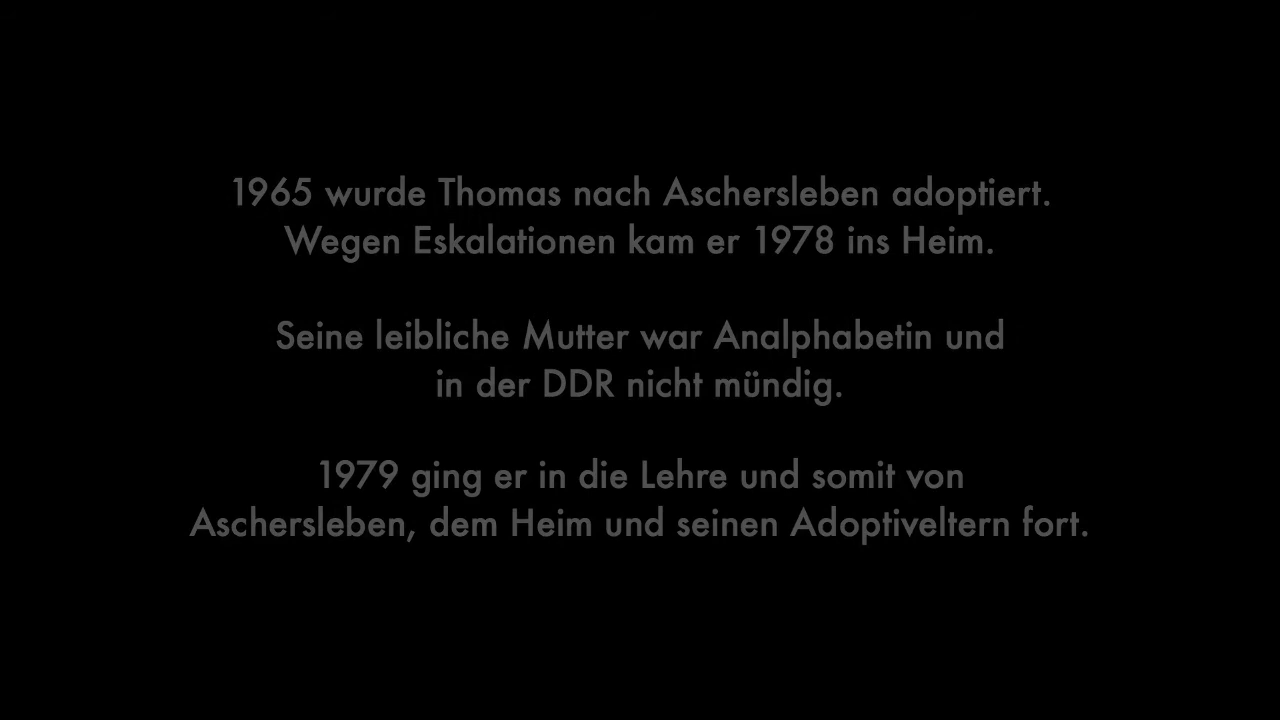 1965 wurde Thomas nach Aschersleben adoptiert.
Wegen Eskalationen kam er 1978 ins Heim.
Seine leibliche Mutter war Analphabetin und
in der DDR nicht mündig.
1979 ging er in die Lehre und somit von
Aschersleben, dem Heim und seinen Adoptiveltern fort.